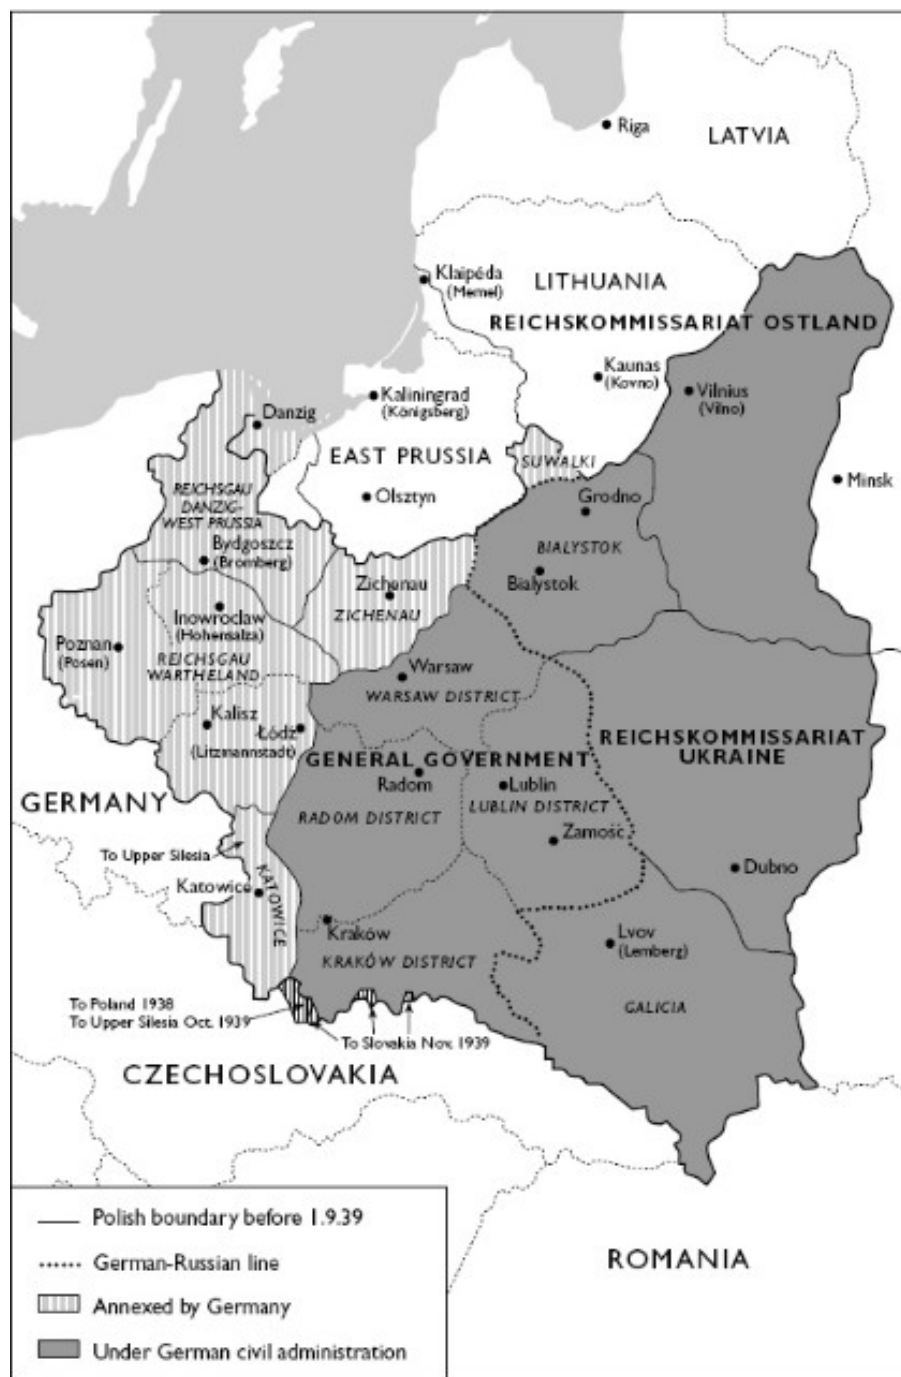 Riga
LATVIA
Klaipéda
(Memel)
LITHUANIA
REICHSKOMMISSARIAT OSTLAND
Kaunas
(Kovno)
Vilnius
(Vilno)
Kaliningrad
(Königsberg)
Danzig
EAST PRUSSIA
SUWALKI
Minsk
REICHSGAU
DANZIG-
WEST PRUSSIA
Olsztyn
Grodno
BIALYSTOK
Bydgoszcz
(Bromberg)
Bialystok
Zichenau
ZICHENAU
Inowroclaw
(Hohensalza)
Poznan
(Posen)
REICHSGAU
WARTHELAND
Warsaw
WARSAW DISTRICT
Kalisz
Łódź
(Litzmannstadt)
REICHSKOMMISSARIAT
UKRAINE
GENERAL GOVERNMENT
Radom
Lublin
GERMANY
RADOM DISTRICT
LUBLIN DISTRICT
Zamość
To Upper Silesia
Katowice
KATOWICE
Dubno
Kraków
KRAKÓW DISTRICT
Lvov
(Lemberg)
GALICIA
To Poland 1938
To Upper Silesia Oct. 1939
To Slovakia Nov. 1939
CZECHOSLOVAKIA
ROMANIA
Polish boundary before 1.9.39
German-Russian line
Annexed by Germany
Under German civil administration